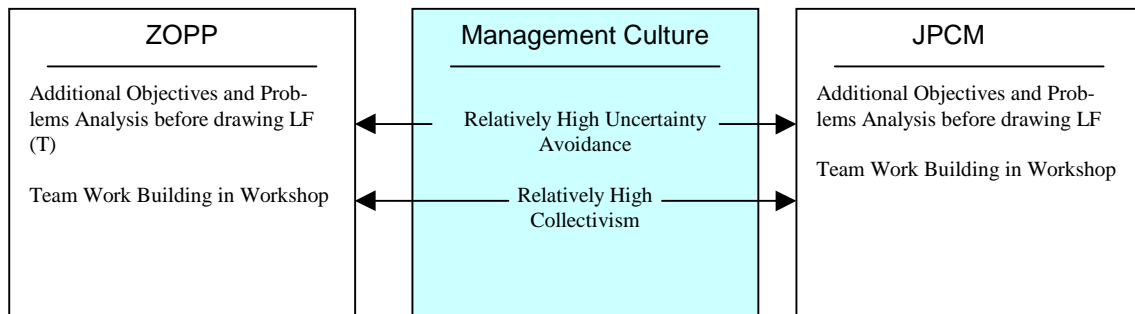 ZOPP
Additional Objectives and Prob-
lems Analysis before drawing LF
(T)
Team Work Building in Workshop
Management Culture
Relatively High Uncertainty
Avoidance
Relatively High
Collectivism
JPCM
Additional Objectives and Prob-
lems Analysis before drawing LF
Team Work Building in Workshop